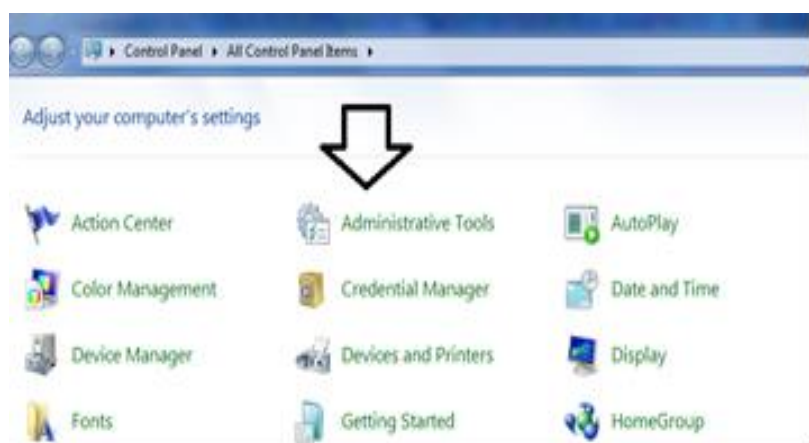 Control Panel All Control Panel Items
Adjust your computer's settings
Action Center Administrative Tools AutoPlay
Color Management Credential Manager Date and Time
Device Manager Devices and Printers Display
Fonts Getting Started HomeGroup